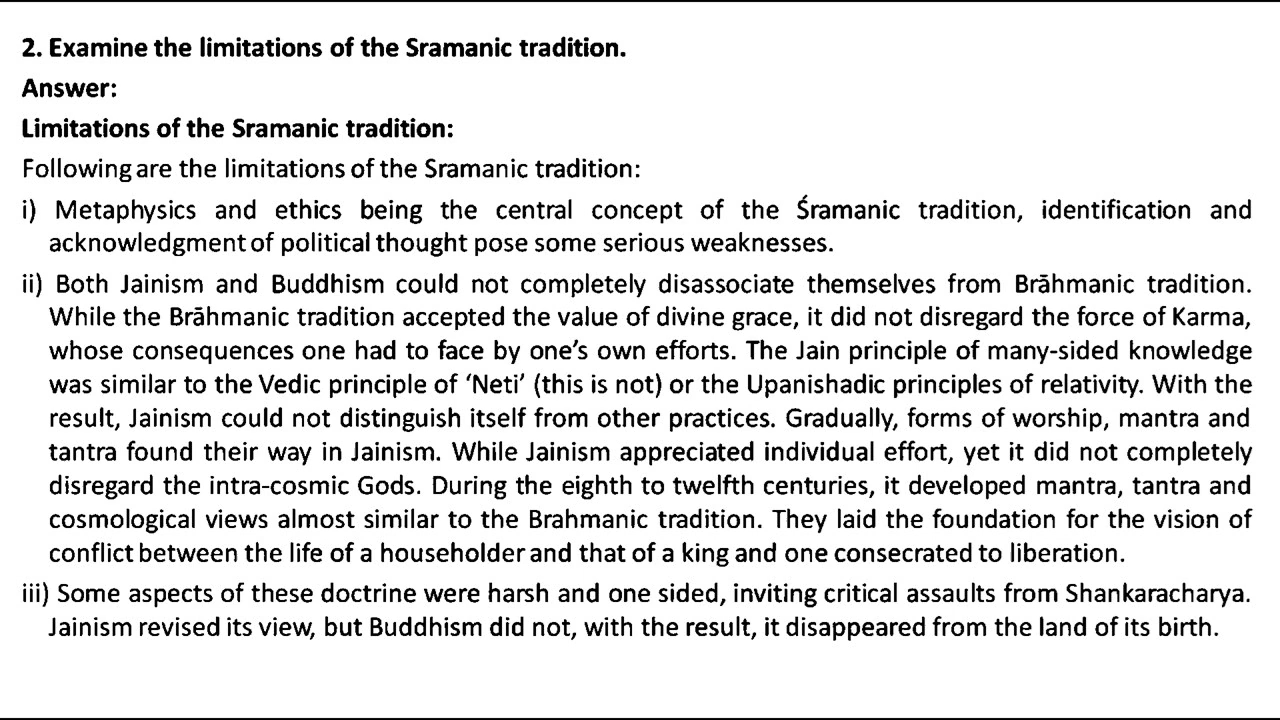 2. Examine the limitations of the Sramanic tradition.
Answer:
Limitations of the Sramanic tradition:
Following are the limitations of the Sramanic tradition:
i) Metaphysics and ethics being the central concept of the Śramanic tradition, identification and
acknowledgment of political thought pose some serious weaknesses.
ii) Both Jainism and Buddhism could not completely disassociate themselves from Brāhmanic tradition.
While the Brāhmanic tradition accepted the value of divine grace, it did not disregard the force of Karma,
whose consequences one had to face by one’s own efforts. The Jain principle of many-sided knowledge
was similar to the Vedic principle of ‘Neti’ (this is not) or the Upanishadic principles of relativity. With the
result, Jainism could not distinguish itself from other practices. Gradually, forms of worship, mantra and
tantra found their way in Jainism. While Jainism appreciated individual effort, yet it did not completely
disregard the intra-cosmic Gods. During the eighth to twelfth centuries, it developed mantra, tantra and
cosmological views almost similar to the Brahmanic tradition. They laid the foundation for the vision of
conflict between the life of a householder and that of a king and one consecrated to liberation.
iii) Some aspects of these doctrine were harsh and one sided, inviting critical assaults from Shankaracharya.
Jainism revised its view, but Buddhism did not, with the result, it disappeared from the land of its birth.